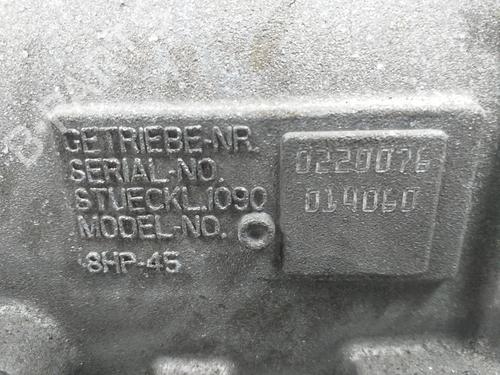 GETRIEBE-NR.
SERIAL-NO.
STUECKL.1090
MODEL-NO.
8HP-45
0220076
014060